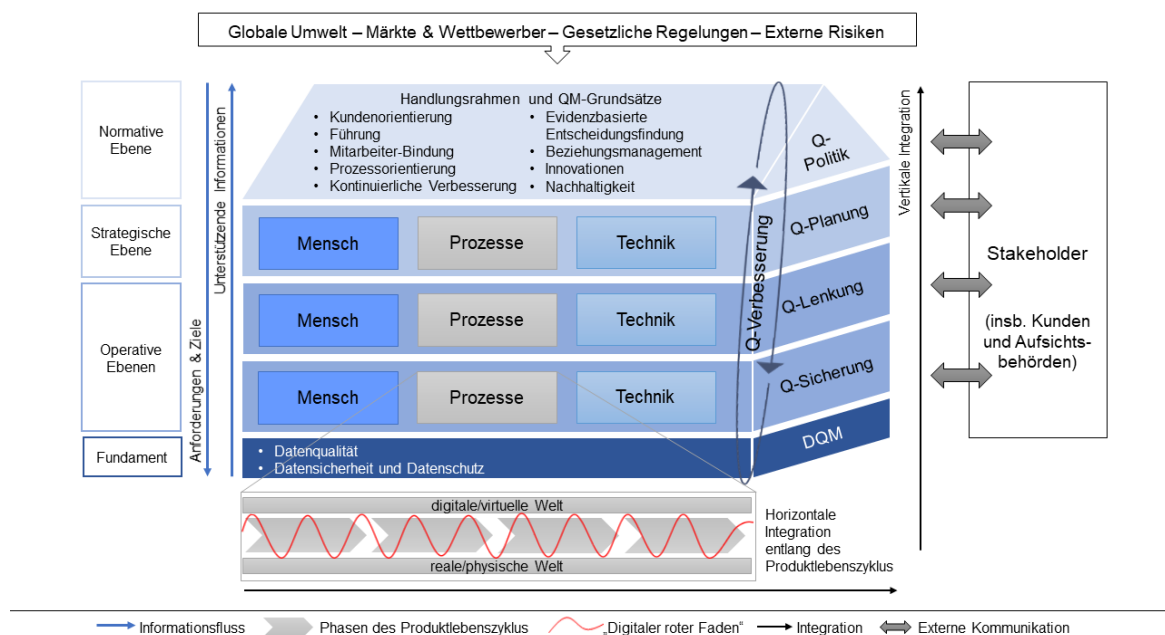 Globale Umwelt – Märkte & Wettbewerber – Gesetzliche Regelungen – Externe Risiken
Normative
Ebene
Strategische
Ebene
Operative
Ebenen
Fundament
Anforderungen & Ziele
Unterstützende Informationen
Handlungsrahmen und QM-Grundsätze
• Kundenorientierung
• Führung
• Mitarbeiter-Bindung
• Prozessorientierung
• Kontinuierliche Verbesserung
• Evidenzbasierte
Entscheidungsfindung
• Beziehungsmanagement
• Innovationen
• Nachhaltigkeit
Q-
Politik
Mensch
Prozesse
Technik
Q-Planung
Mensch
Prozesse
Technik
Q-Lenkung
Mensch
Prozesse
Technik
Q-Sicherung
Q-Verbesserung
• Datenqualität
• Datensicherheit und Datenschutz
DQM
Vertikale Integration
Stakeholder
(insb. Kunden
und Aufsichts-
behörden)
digitale/virtuelle Welt
reale/physische Welt
Horizontale
Integration
entlang des
Produktlebenszyklus
Informationsfluss
Phasen des Produktlebenszyklus
„Digitaler roter Faden“
Integration
Externe Kommunikation